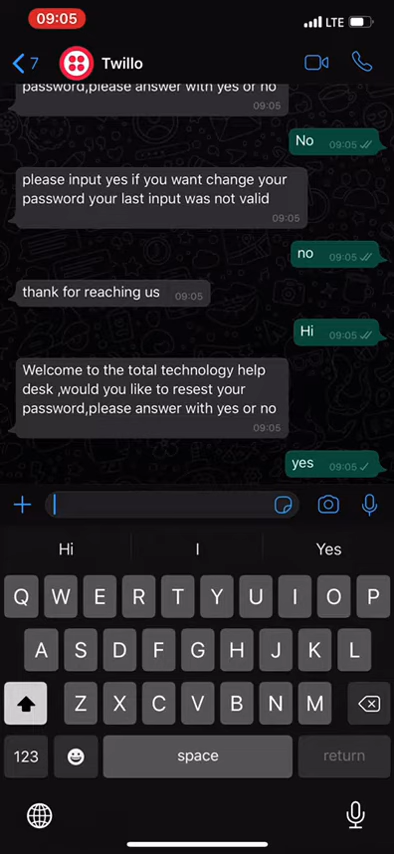 09:05
LTE
7
Twillo
password,please answer with yes or no
09:05
No 09:05
please input yes if you want change your
password your last input was not valid
09:05
no 09:05
thank for reaching us 09:05
Hi 09:05
Welcome to the total technology help
desk ,would you like to resest your
password,please answer with yes or no
09:05
yes 09:05
Hi I Yes
Q W E R T Y U I O P
A S D F G H J K L
Z X C V B N M
123 space return